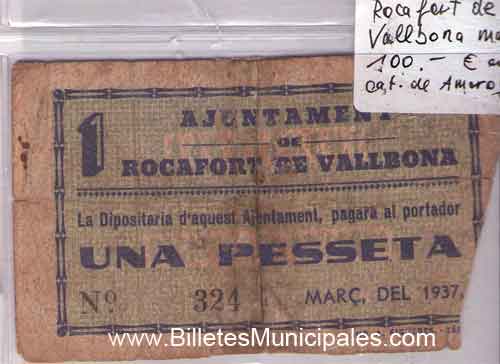 Rocafort de
Vallbona
100.- €
cat. de
1
AJUNTAMENT
DE
ROCAFORT DE VALLBONA
La Dipositaria d'aquest Ajuntament, pagarà al portador
UNA PESSETA
Nº 324
MARÇ, DEL 1937.
www.BilletesMunicipales.com